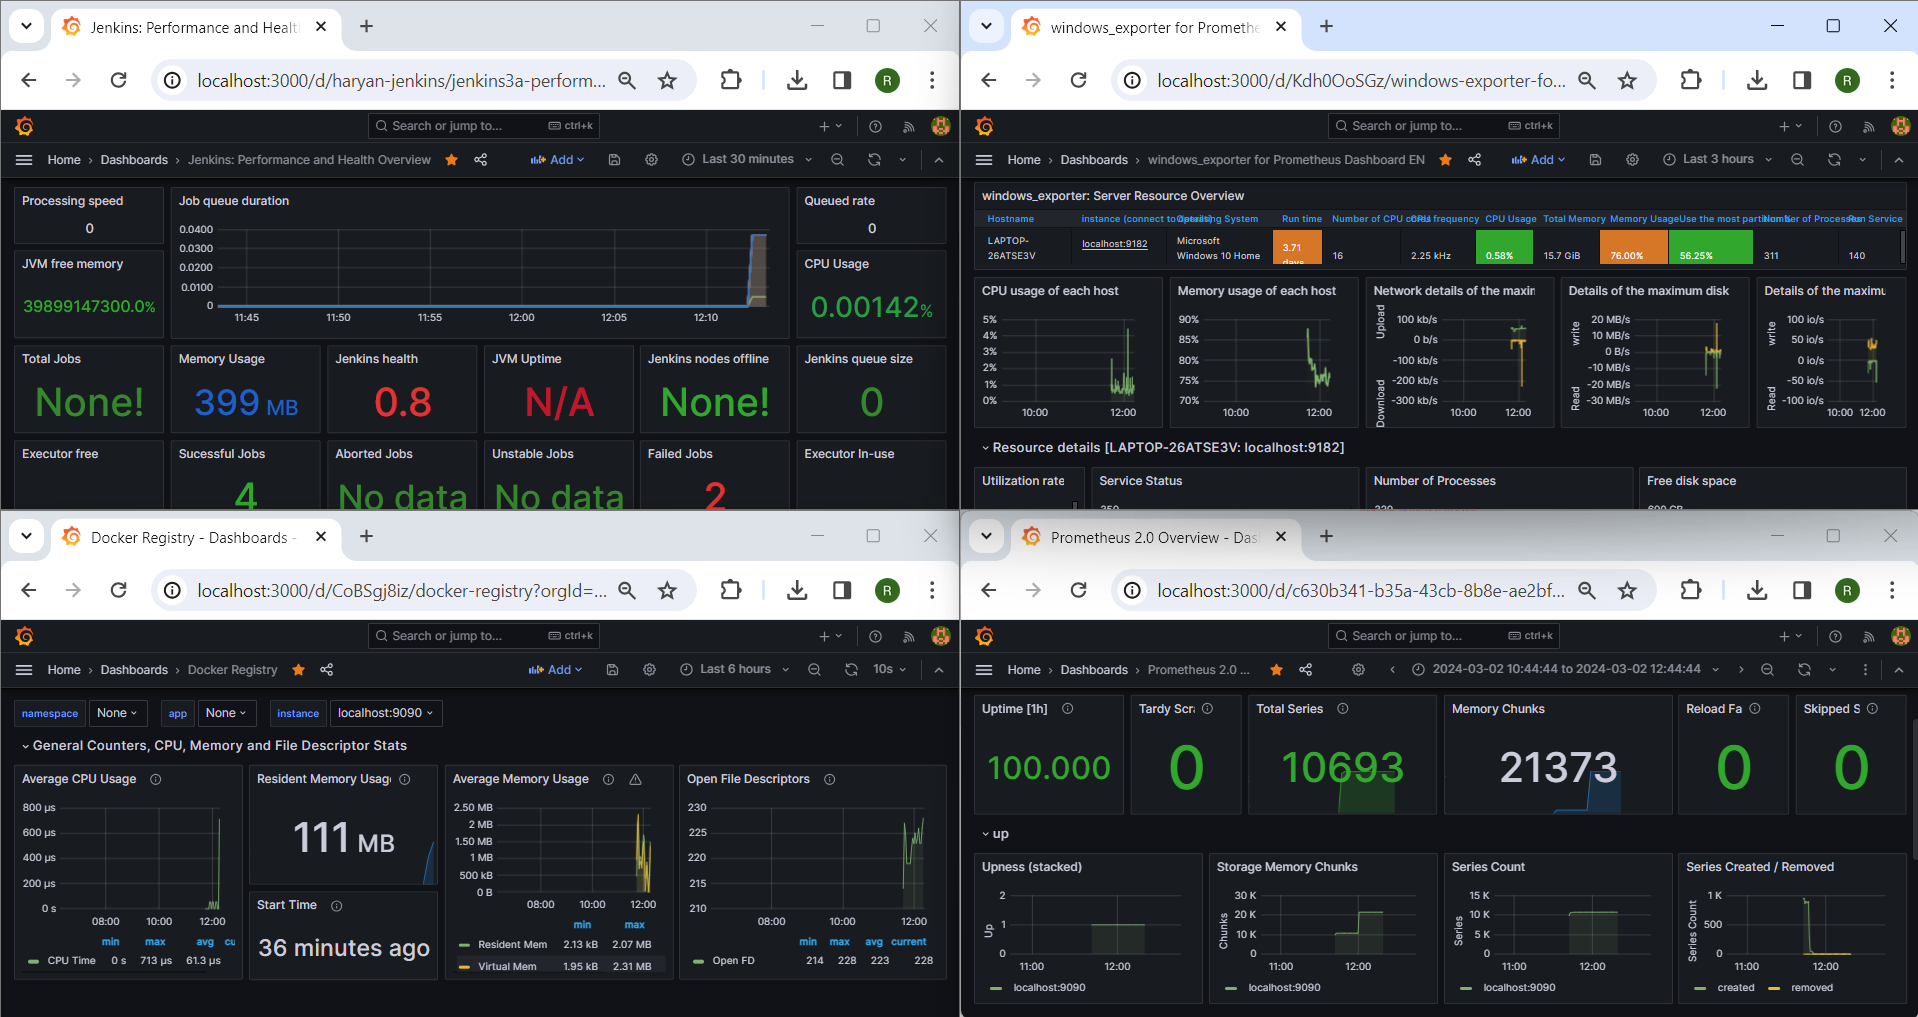 Jenkins: Performance and Healt
localhost:3000/d/haryan-jenkins/jenkins3a-perform...
R
Search or jump to... ctrl+k
Home › Dashboards › Jenkins: Performance and Health Overview Add Last 30 minutes
Processing speed
0
Job queue duration
0.0400
0.0300
0.0200
0.0100
0
11:45 11:50 11:55 12:00 12:05 12:10
Queued rate
0
JVM free memory
39899147300.0%
CPU Usage
0.00142%
Total Jobs
None!
Memory Usage
399 MB
Jenkins health
0.8
JVM Uptime
N/A
Jenkins nodes offline
None!
Jenkins queue size
0
Executor free
Sucessful Jobs
4
Aborted Jobs
No data
Unstable Jobs
No data
Failed Jobs
2
Executor In-use
windows_exporter for Promethe
localhost:3000/d/Kdh0OoSGz/windows-exporter-fo...
R
Search or jump to... ctrl+k
Home › Dashboards › windows_exporter for Prometheus Dashboard EN Add Last 3 hours
windows_exporter: Server Resource Overview
Hostname instance (connect to Run time Number of CPU frequency CPU Usage Total Memory Memory Usage Use the most Number of Processes Service
LAPTOP-26ATSE3V localhost:9182 Microsoft Windows 10 Home 3.71 days 16 2.25 kHz 0.58% 15.7 GiB 76.00% 56.25% 311 140
CPU usage of each host
5%
4%
3%
2%
1%
0%
10:00 12:00
Memory usage of each host
90%
85%
80%
75%
70%
10:00 12:00
Network details of the maxin
Upload
Download
100 kb/s
0 b/s
-100 kb/s
-200 kb/s
-300 kb/s
10:00 12:00
Details of the maximum disk
write
Read
20 MB/s
10 MB/s
0 B/s
-10 MB/s
-20 MB/s
-30 MB/s
10:00 12:00
Details of the maximu
write
Read
100 io/s
50 io/s
0 io/s
-50 io/s
-100 io/s
10:00 12:00
Resource details [LAPTOP-26ATSE3V: localhost:9182]
Utilization rate
Service Status
350
Number of Processes
320
Free disk space
600 GB
Docker Registry - Dashboards -
localhost:3000/d/CoBSgj8iz/docker-registry?orgId=...
R
Search or jump to... ctrl+k
Home › Dashboards › Docker Registry Add Last 6 hours 10s
namespace None app None instance localhost:9090
General Counters, CPU, Memory and File Descriptor Stats
Average CPU Usage
800 µs
600 µs
400 µs
200 µs
0 s
08:00 10:00 12:00
min max avg cu
CPU Time 0 s 713 µs 61.3 µs
Resident Memory Usag
111 MB
Start Time
36 minutes ago
Average Memory Usage
2.50 MB
2 MB
1.50 MB
1 MB
500 kB
0 B
08:00 10:00 12:00
min max
Resident Mem 2.13 kB 2.07 MB
Virtual Mem 1.95 kB 2.31 MB
Open File Descriptors
230
225
220
215
210
08:00 10:00 12:00
min max avg current
Open FD 214 228 223 228
Prometheus 2.0 Overview - Das
localhost:3000/d/c630b341-b35a-43cb-8b8e-ae2bf...
R
Search or jump to... ctrl+k
Home › Dashboards › Prometheus 2.0 ... 2024-03-02 10:44:44 to 2024-03-02 12:44:44
Uptime [1h]
100.000
Tardy Scra
0
Total Series
10693
Memory Chunks
21373
Reload Fa
0
Skipped S
0
up
Upness (stacked)
Up
2
1
0
11:00 12:00
localhost:9090
Storage Memory Chunks
Chunks
30 K
20 K
10 K
0
11:00 12:00
localhost:9090
Series Count
Series
15 K
10 K
5 K
0
11:00 12:00
localhost:9090
Series Created / Removed
Series Count
1 K
500
0
11:00 12:00
created removed